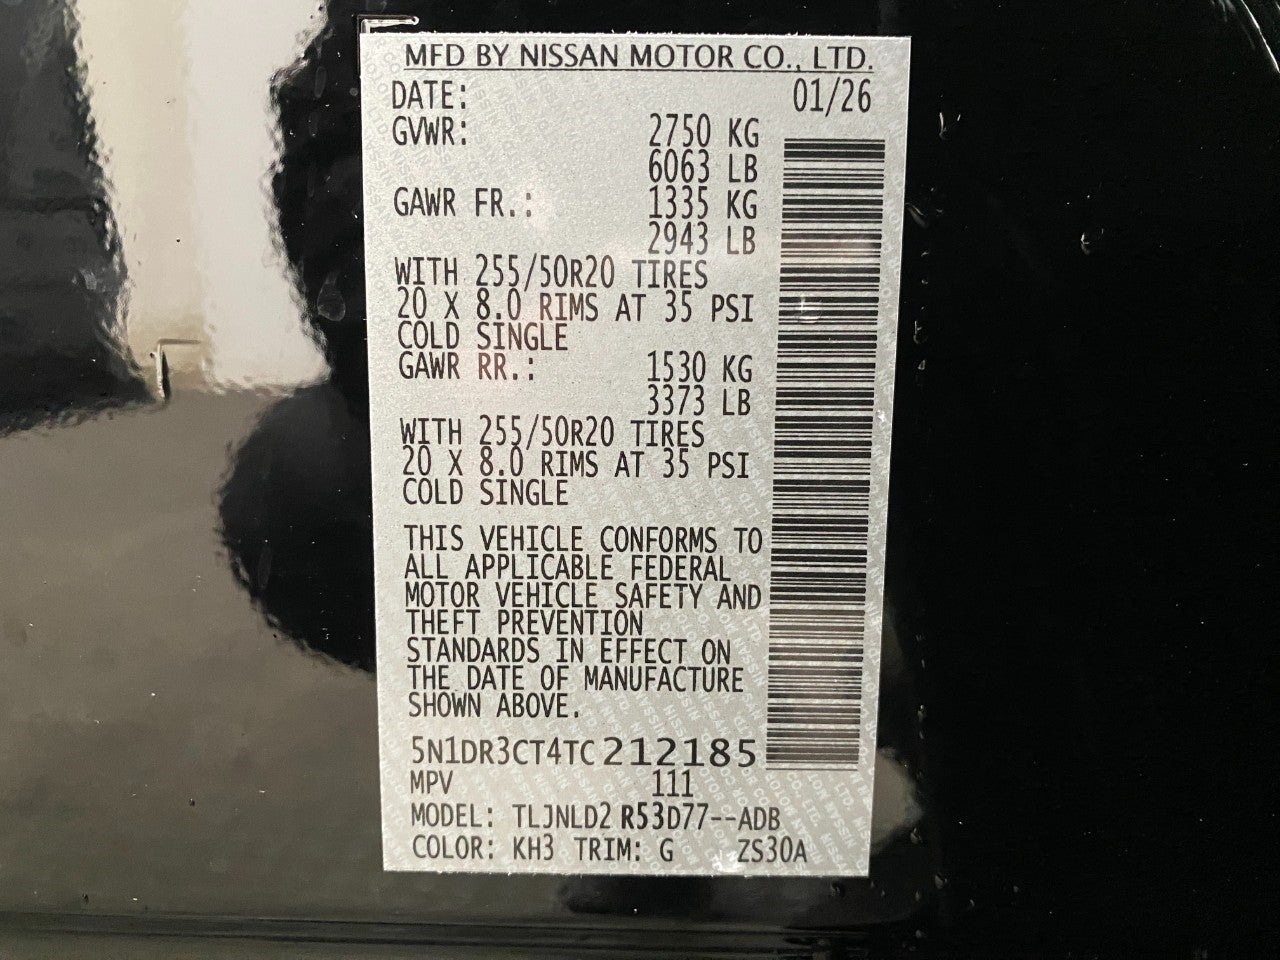 MFD BY NISSAN MOTOR CO., LTD.
DATE: 01/26
GVWR: 2750 KG
6063 LB
GAWR FR.: 1335 KG
2943 LB
WITH 255/50R20 TIRES
20 X 8.0 RIMS AT 35 PSI
COLD SINGLE
GAWR RR.: 1530 KG
3373 LB
WITH 255/50R20 TIRES
20 X 8.0 RIMS AT 35 PSI
COLD SINGLE
THIS VEHICLE CONFORMS TO
ALL APPLICABLE FEDERAL
MOTOR VEHICLE SAFETY AND
THEFT PREVENTION
STANDARDS IN EFFECT ON
THE DATE OF MANUFACTURE
SHOWN ABOVE.
5N1DR3CT4TC212185
MPV 111
MODEL: TLJNLD2 R53D77--ADB
COLOR: KH3 TRIM: G ZS30A